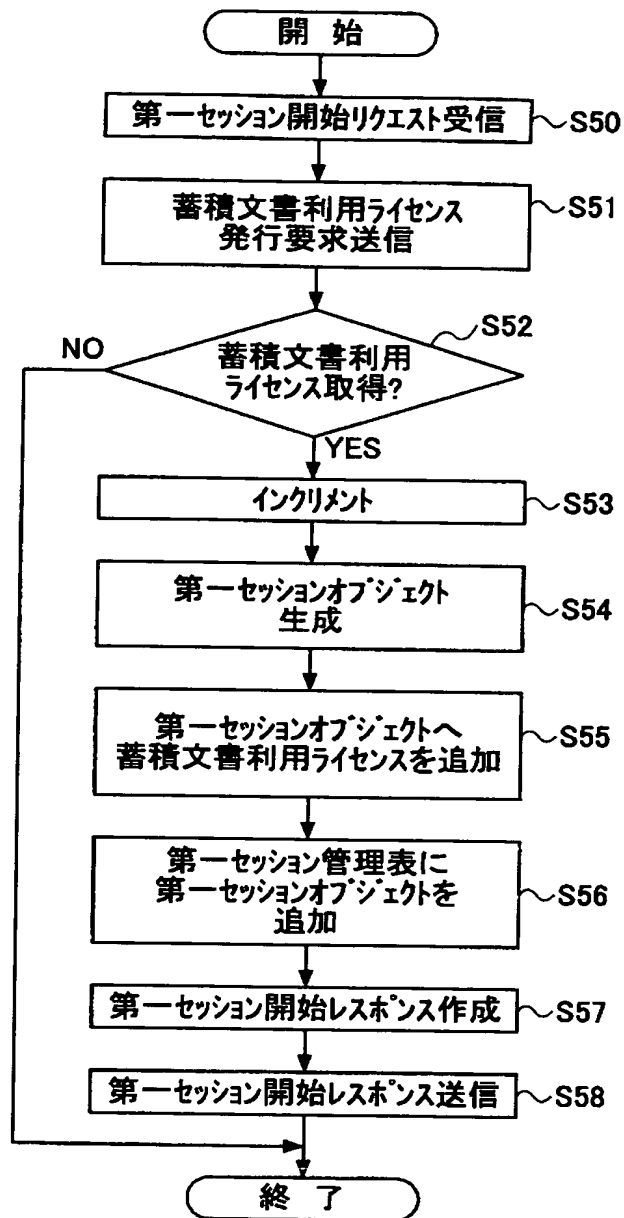 開 始
第一セッション開始リクエスト受信
S50
蓄積文書利用ライセンス
発行要求送信
S51
S52
NO
蓄積文書利用
ライセンス取得?
YES
インクリメント
S53
第一セッションオブジェクト
生成
S54
第一セッションオブジェクトへ
蓄積文書利用ライセンスを追加
S55
第一セッション管理表に
第一セッションオブジェクトを
追加
S56
第一セッション開始レスポンス作成
S57
第一セッション開始レスポンス送信
S58
終 了